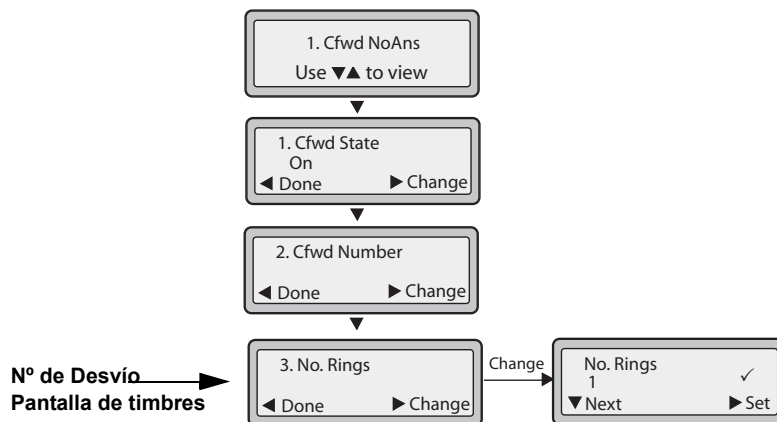 1. Cfwd NoAns
Use ▼▲ to view
1. Cfwd State
On
◀ Done ▶ Change
2. Cfwd Number
◀ Done ▶ Change
3. No. Rings
◀ Done ▶ Change
Change
No. Rings
1 ✓
▼ Next ▶ Set
Nº de Desvío
Pantalla de timbres